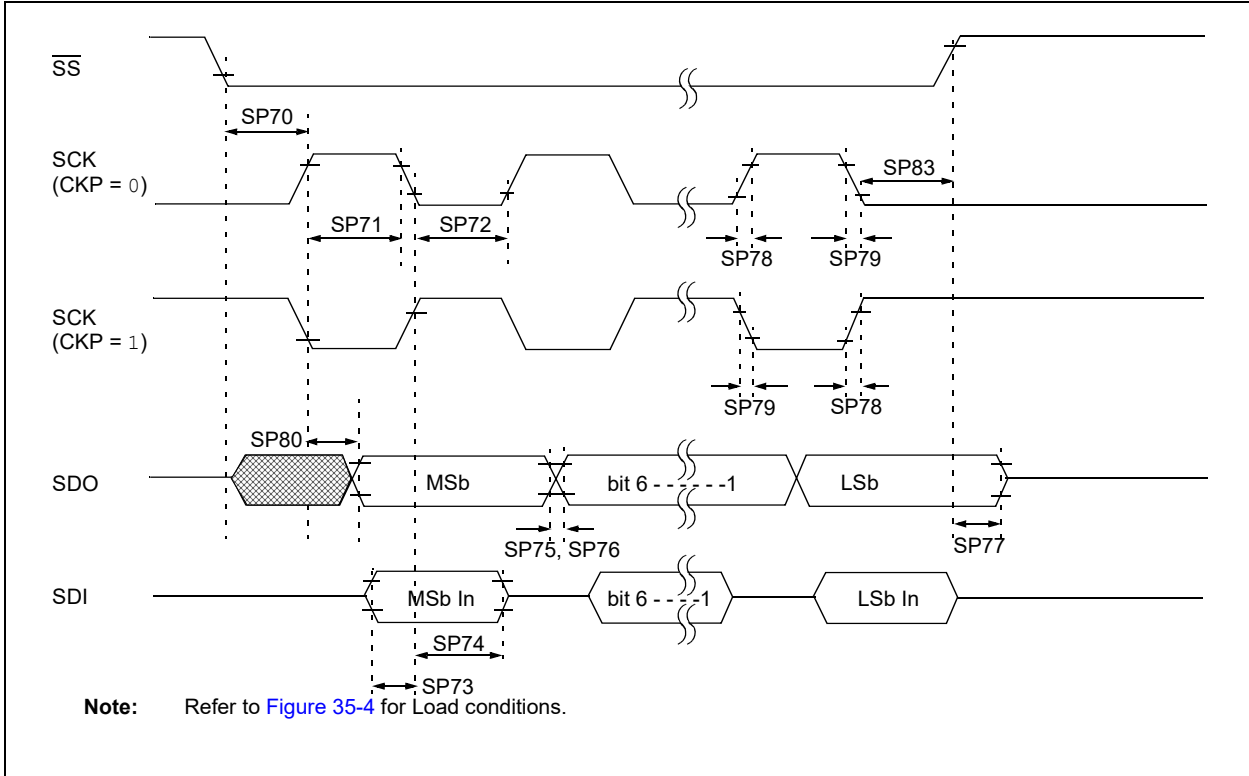 SS
SP70
SCK
(CKP = 0)
SP83
SP71
SP72
SP78
SP79
SCK
(CKP = 1)
SP79
SP78
SP80
SDO
MSb
bit 6 - - - - - -1
LSb
SP75, SP76
SP77
SDI
MSb In
bit 6 - - - -1
LSb In
SP74
SP73
Note: Refer to Figure 35-4 for Load conditions.